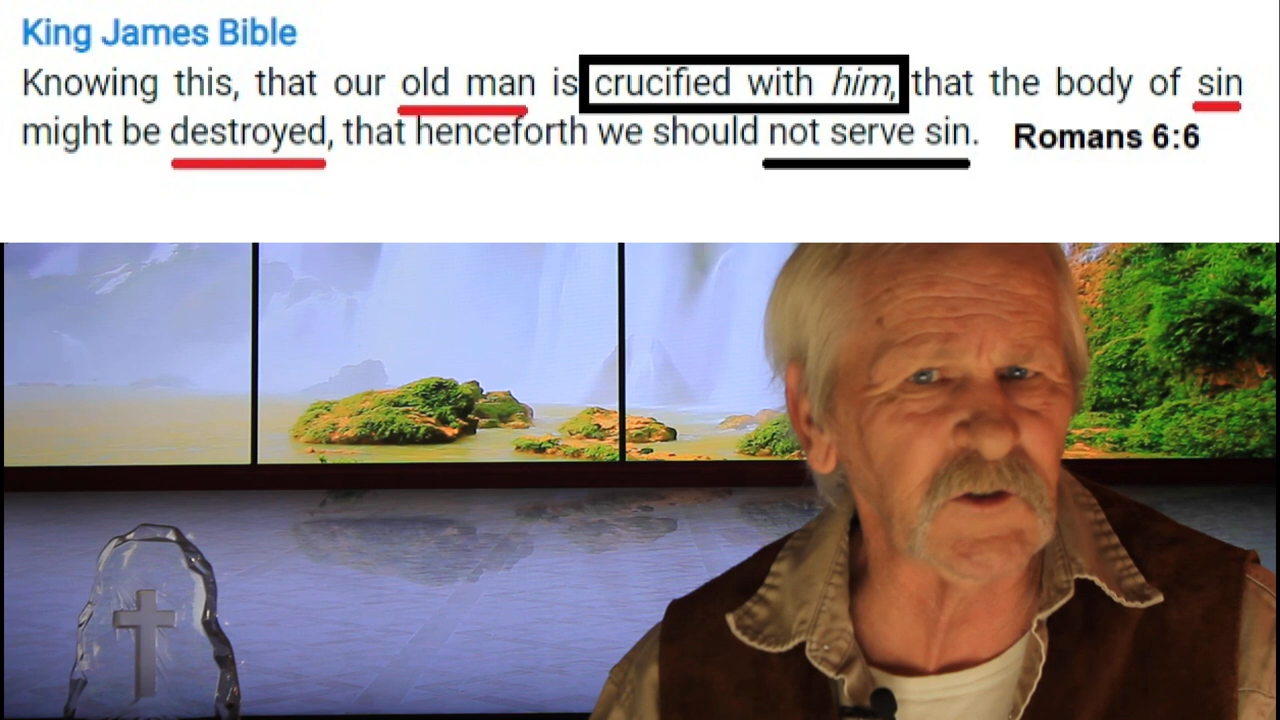 King James Bible
Knowing this, that our old man is crucified with him, that the body of sin
might be destroyed, that henceforth we should not serve sin. Romans 6:6